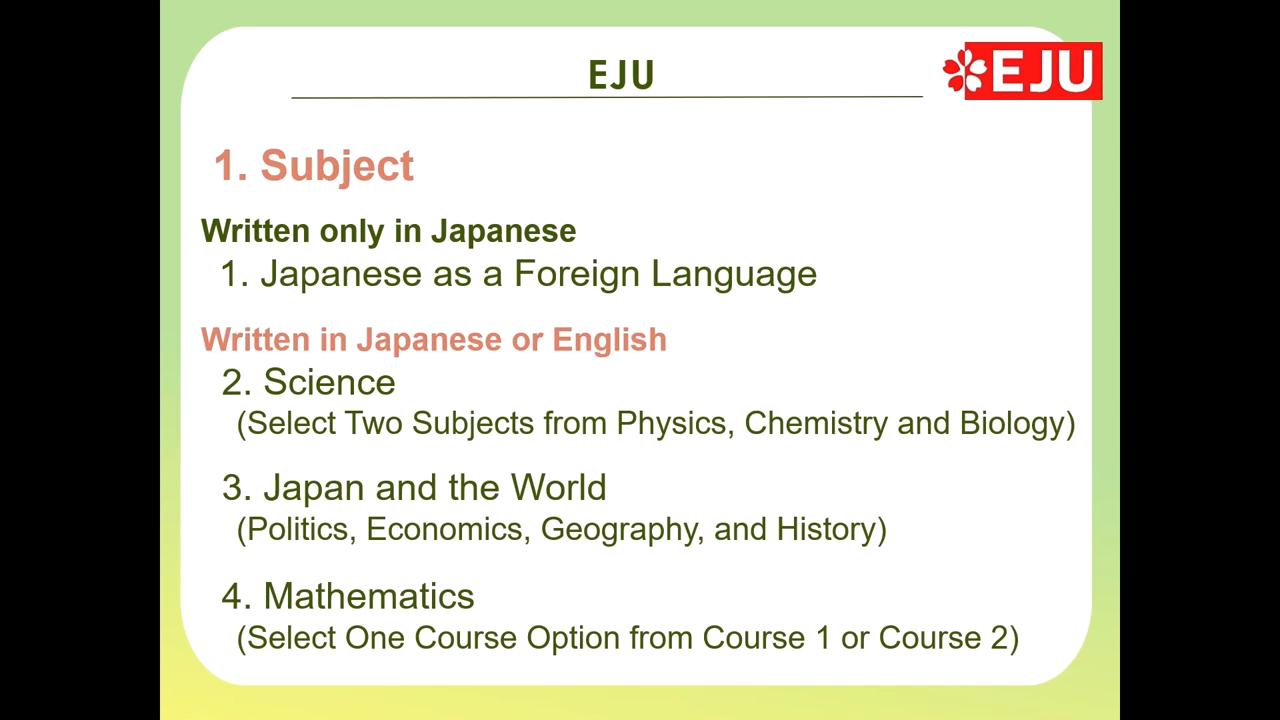 EJU
EJU
1. Subject
Written only in Japanese
1. Japanese as a Foreign Language
Written in Japanese or English
2. Science
(Select Two Subjects from Physics, Chemistry and Biology)
3. Japan and the World
(Politics, Economics, Geography, and History)
4. Mathematics
(Select One Course Option from Course 1 or Course 2)